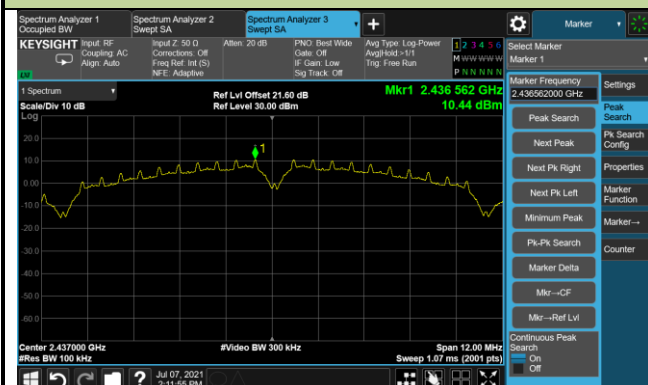 Spectrum Analyzer 1
Occupied BW
Spectrum Analyzer 2
Swept SA
Spectrum Analyzer 3
Swept SA
+
Marker
KEYSIGHT
Input: RF
Coupling: AC
Align: Auto
Input Z: 50 Ω
Corrections: Off
Freq Ref: Int (S)
NFE: Adaptive
Atten: 20 dB
PNO: Best Wide
Gate: Off
IF Gain: Low
Sig Track: Off
Avg Type: Log-Power
Avg|Hold:>1/1
Trig: Free Run
1 2 3 4 5 6
M W W W W W
P N N N N N
LXI
Select Marker
Marker 1
1 Spectrum
Scale/Div 10 dB
Log
Ref Lvl Offset 21.60 dB
Ref Level 30.00 dBm
Mkr1 2.436 562 GHz
10.44 dBm
20.0
10.0
0.00
-10.0
-20.0
-30.0
-40.0
-50.0
-60.0
1
Center 2.437000 GHz
#Res BW 100 kHz
#Video BW 300 kHz
Span 12.00 MHz
Sweep 1.07 ms (2001 pts)
Marker Frequency
2.436562000 GHz
Peak Search
Next Peak
Next Pk Right
Next Pk Left
Minimum Peak
Pk-Pk Search
Marker Delta
Mkr→CF
Mkr→Ref Lvl
Continuous Peak
Search
On
Off
Settings
Peak
Search
Pk Search
Config
Properties
Marker
Function
Marker→
Counter
?
Jul 07, 2021
2:11:55 PM